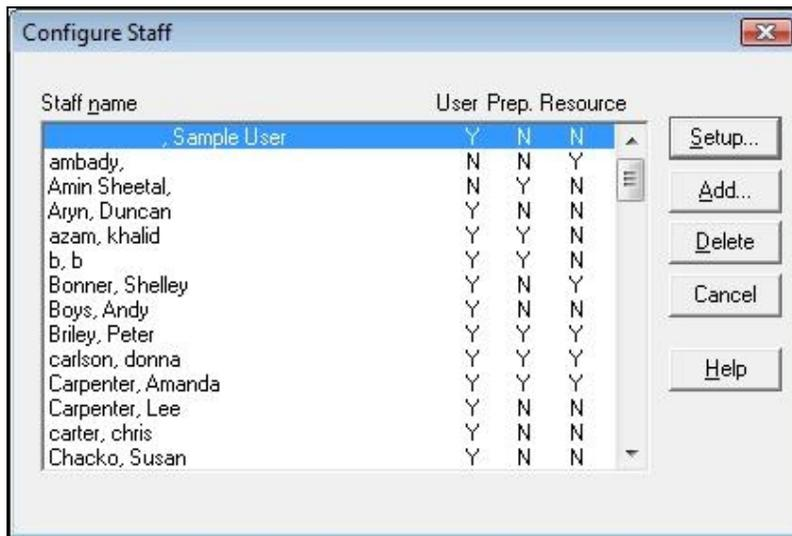 Configure Staff
Staff name User Prep. Resource
, Sample User Y N N
ambady, N N Y
Amin Sheetal, N Y N
Aryn, Duncan Y N N
azam, khalid Y Y N
b, b Y Y N
Bonner, Shelley Y N Y
Boys, Andy Y N N
Briley, Peter Y Y Y
carlson, donna Y Y Y
Carpenter, Amanda Y Y Y
Carpenter, Lee Y N N
carter, chris Y N N
Chacko, Susan Y N N
Setup...
Add...
Delete
Cancel
Help